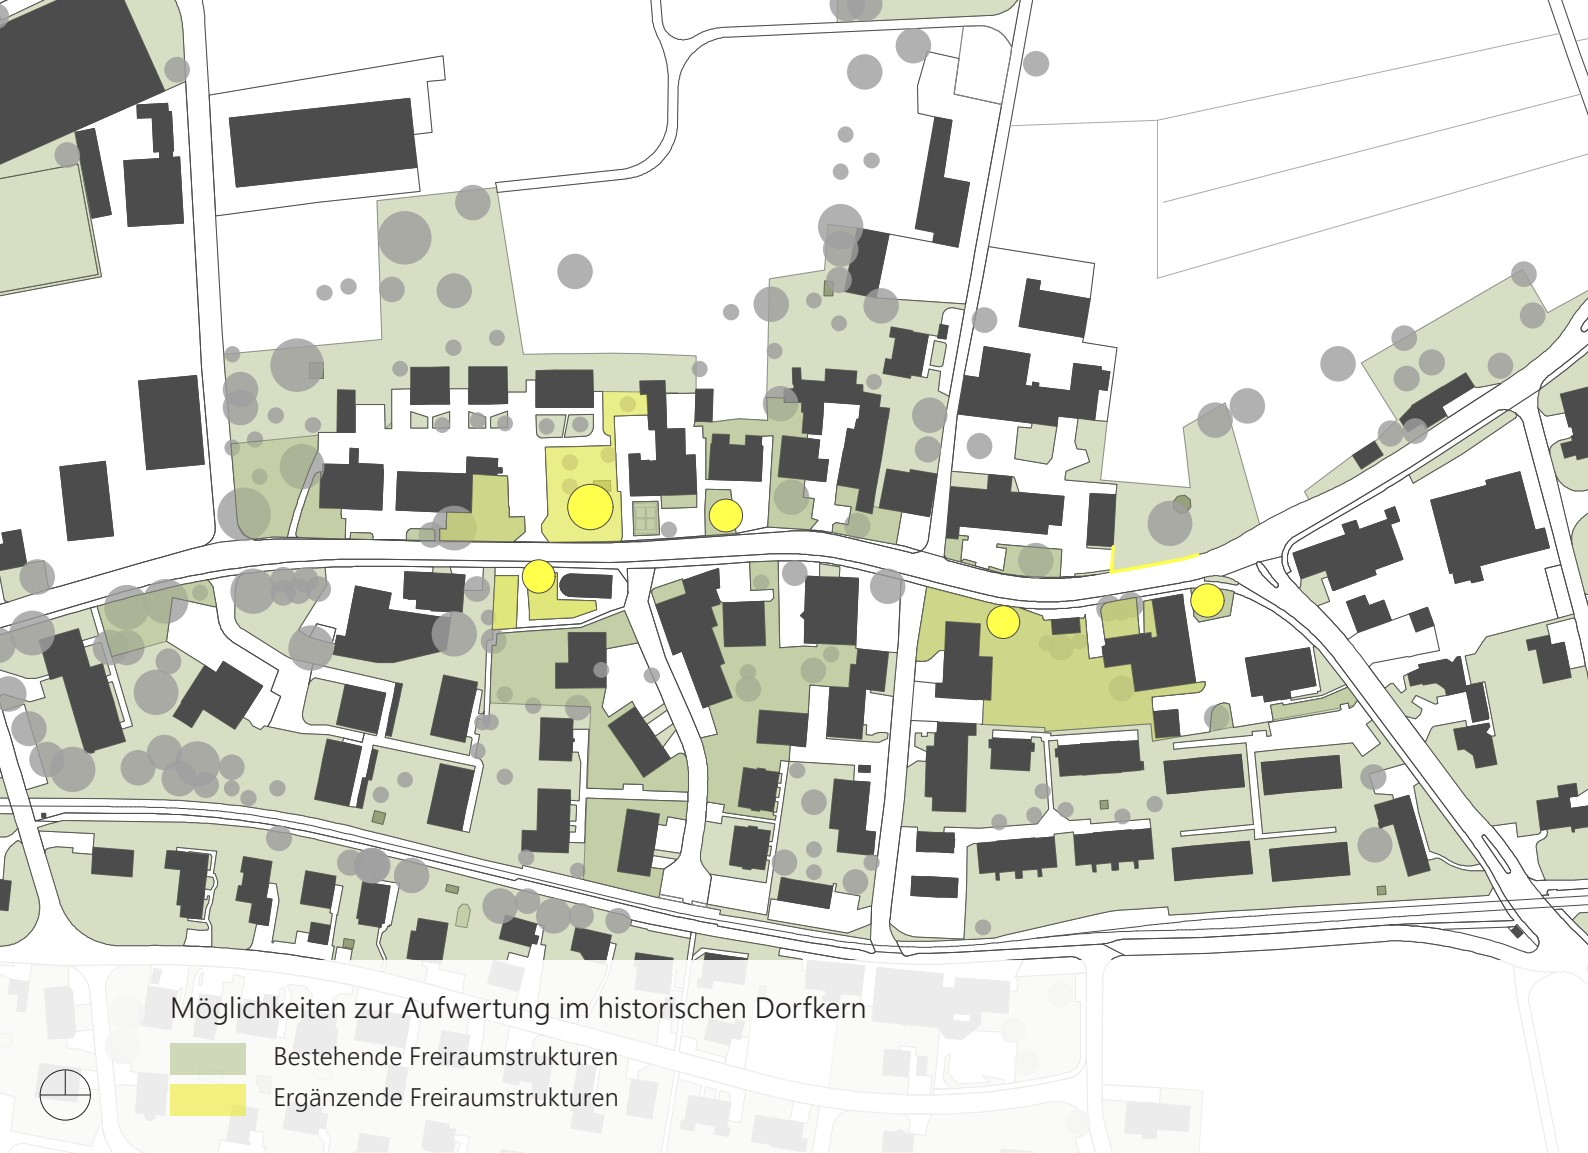 Möglichkeiten zur Aufwertung im historischen Dorfkern
Bestehende Freiraumstrukturen
Ergänzende Freiraumstrukturen